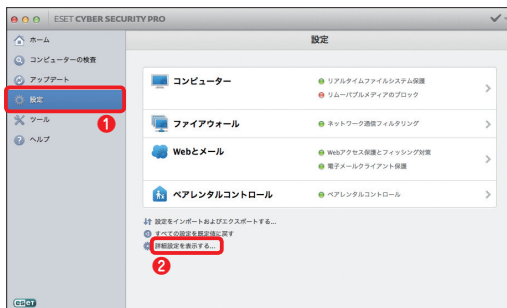 ESET CYBER SECURITY PRO
ホーム
コンピューターの検査
アップデート
設定
ツール
ヘルプ
1
設定
コンピューター
リアルタイムファイルシステム保護
リムーバブルメディアのブロック
ファイアウォール
ネットワーク通信フィルタリング
Webとメール
Webアクセス保護とフィッシング対策
電子メールクライアント保護
ペアレンタルコントロール
ペアレンタルコントロール
設定をインポートおよびエクスポートする...
すべての設定を既定値に戻す
詳細設定を表示する...
2
eseT